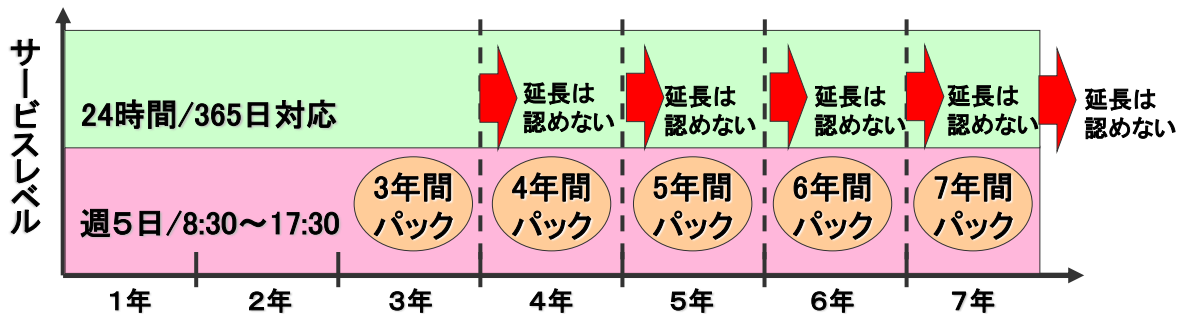 サービスレベル
24時間/365日対応
延長は
認めない
延長は
認めない
延長は
認めない
延長は
認めない
延長は
認めない
週５日/8:30～17:30
3年間
パック
4年間
パック
5年間
パック
6年間
パック
7年間
パック
１年
２年
３年
４年
５年
６年
７年